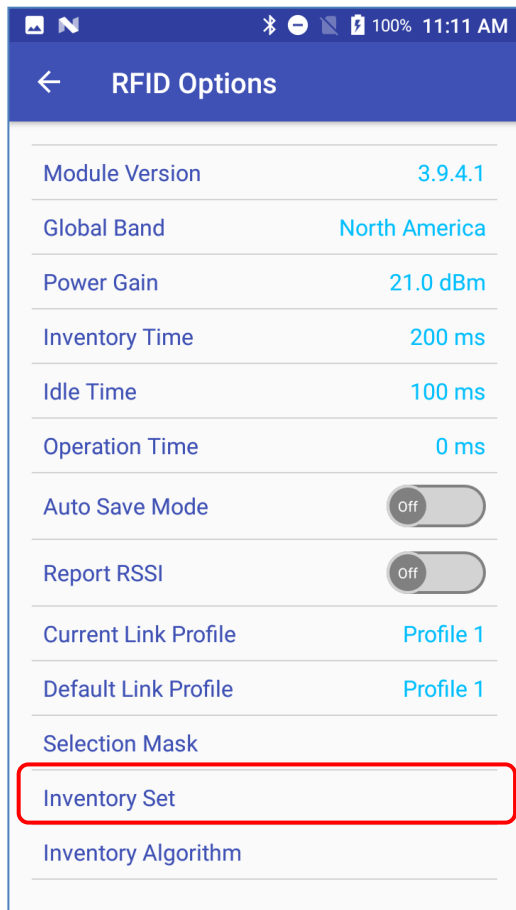 100% 11:11 AM
RFID Options
Module Version 3.9.4.1
Global Band North America
Power Gain 21.0 dBm
Inventory Time 200 ms
Idle Time 100 ms
Operation Time 0 ms
Auto Save Mode Off
Report RSSI Off
Current Link Profile Profile 1
Default Link Profile Profile 1
Selection Mask
Inventory Set
Inventory Algorithm